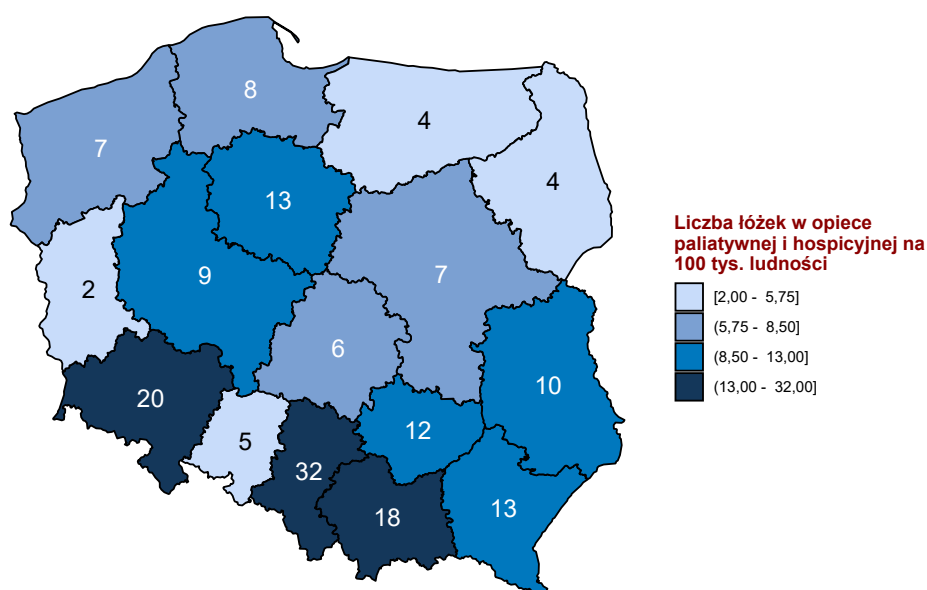 8
4
7
4
13
7
2
9
6
10
20
12
5
32
13
18
Liczba łóżek w opiece
paliatywnej i hospicyjnej na
100 tys. ludności
[2,00 - 5,75]
(5,75 - 8,50]
(8,50 - 13,00]
(13,00 - 32,00]